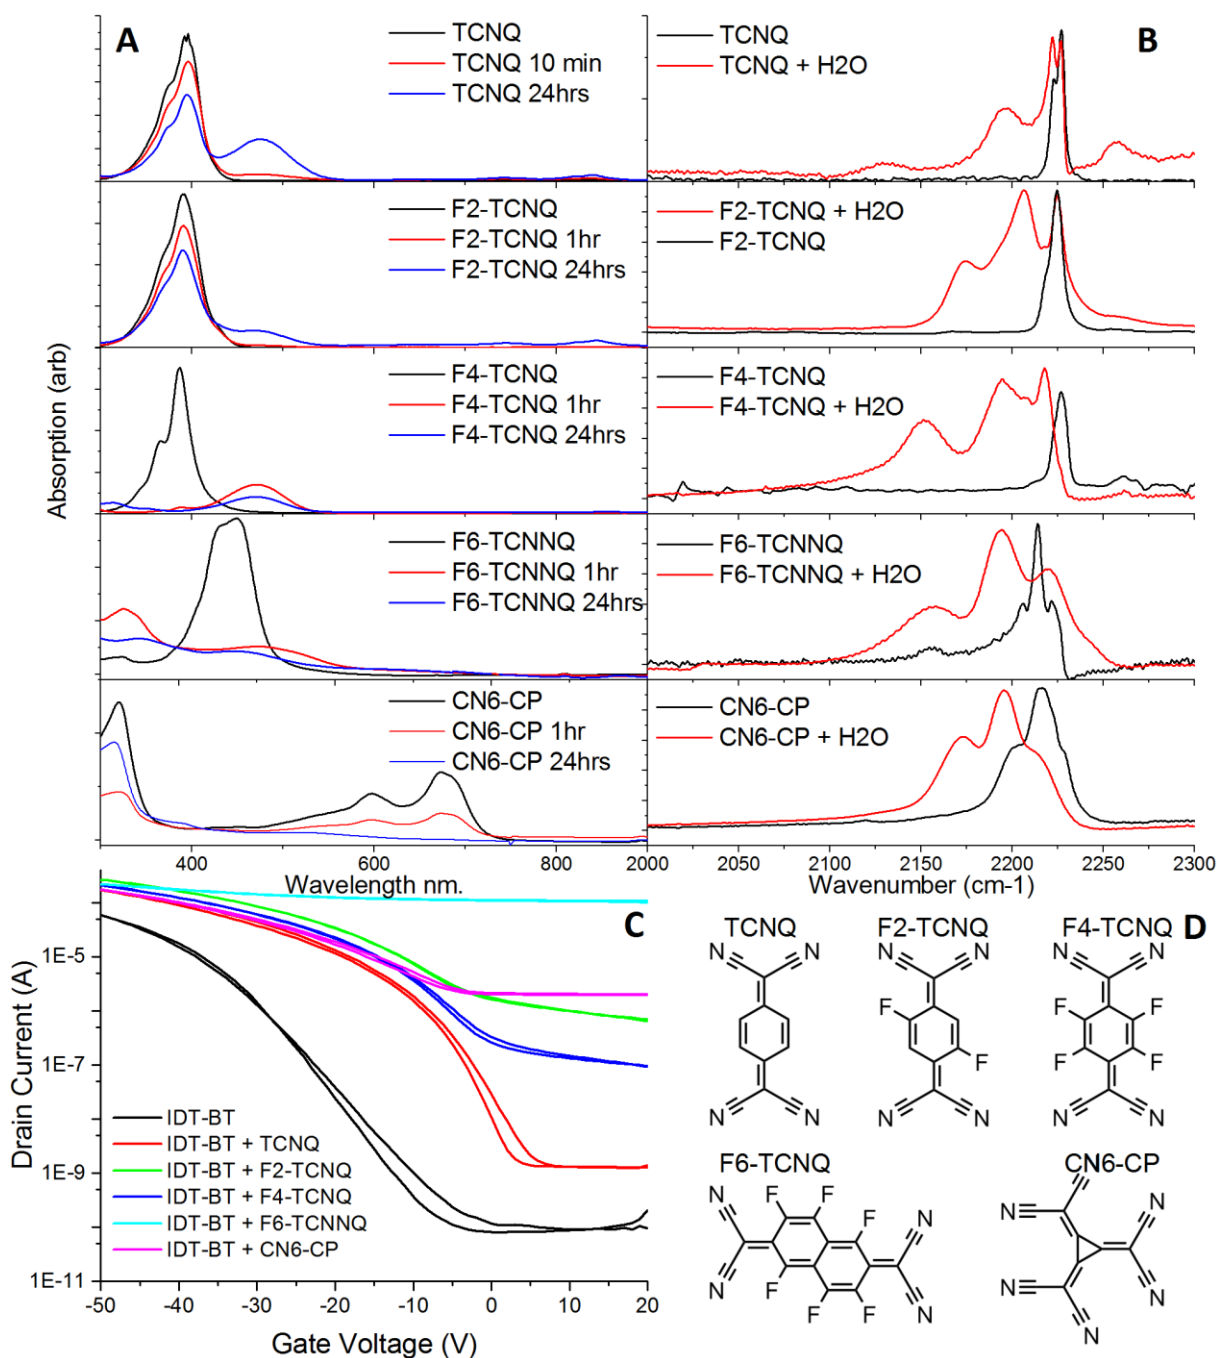 A
TCNQ
TCNQ 10 min
TCNQ 24hrs
F2-TCNQ
F2-TCNQ 1hr
F2-TCNQ 24hrs
F4-TCNQ
F4-TCNQ 1hr
F4-TCNQ 24hrs
F6-TCNNQ
F6-TCNNQ 1hr
F6-TCNNQ 24hrs
CN6-CP
CN6-CP 1hr
CN6-CP 24hrs
Absorption (arb)
400 600 800
Wavelength nm.
B
TCNQ
TCNQ + H2O
F2-TCNQ + H2O
F2-TCNQ
F4-TCNQ
F4-TCNQ + H2O
F6-TCNNQ
F6-TCNNQ + H2O
CN6-CP
CN6-CP + H2O
2000 2050 2100 2150 2200 2250 2300
Wavenumber (cm-1)
C
1E-5
1E-7
1E-9
1E-11
Drain Current (A)
IDT-BT
IDT-BT + TCNQ
IDT-BT + F2-TCNQ
IDT-BT + F4-TCNQ
IDT-BT + F6-TCNNQ
IDT-BT + CN6-CP
-50 -40 -30 -20 -10 0 10 20
Gate Voltage (V)
TCNQ F2-TCNQ F4-TCNQ D
N N N N N N
F F F
F F F
N N N N N N
F6-TCNQ CN6-CP
N F F F N N N
N N
N F F F N N N